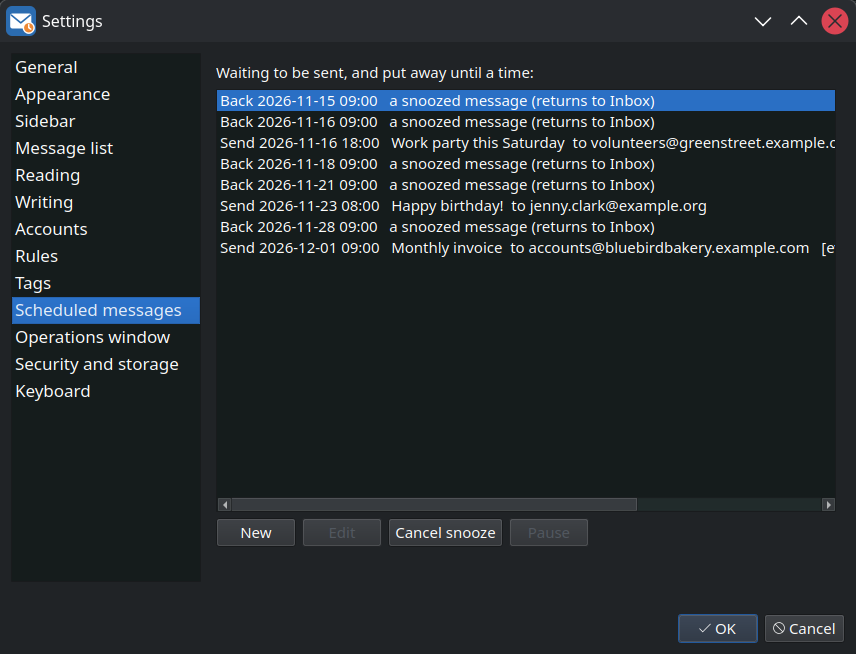 Settings
General
Appearance
Sidebar
Message list
Reading
Writing
Accounts
Rules
Tags
Scheduled messages
Operations window
Security and storage
Keyboard
Waiting to be sent, and put away until a time:
Back 2026-11-15 09:00 a snoozed message (returns to Inbox)
Back 2026-11-16 09:00 a snoozed message (returns to Inbox)
Send 2026-11-16 18:00 Work party this Saturday to volunteers@greenstreet.example.c
Back 2026-11-18 09:00 a snoozed message (returns to Inbox)
Back 2026-11-21 09:00 a snoozed message (returns to Inbox)
Send 2026-11-23 08:00 Happy birthday! to jenny.clark@example.org
Back 2026-11-28 09:00 a snoozed message (returns to Inbox)
Send 2026-12-01 09:00 Monthly invoice to accounts@bluebirdbakery.example.com
New
Edit
Cancel snooze
Pause
OK
Cancel